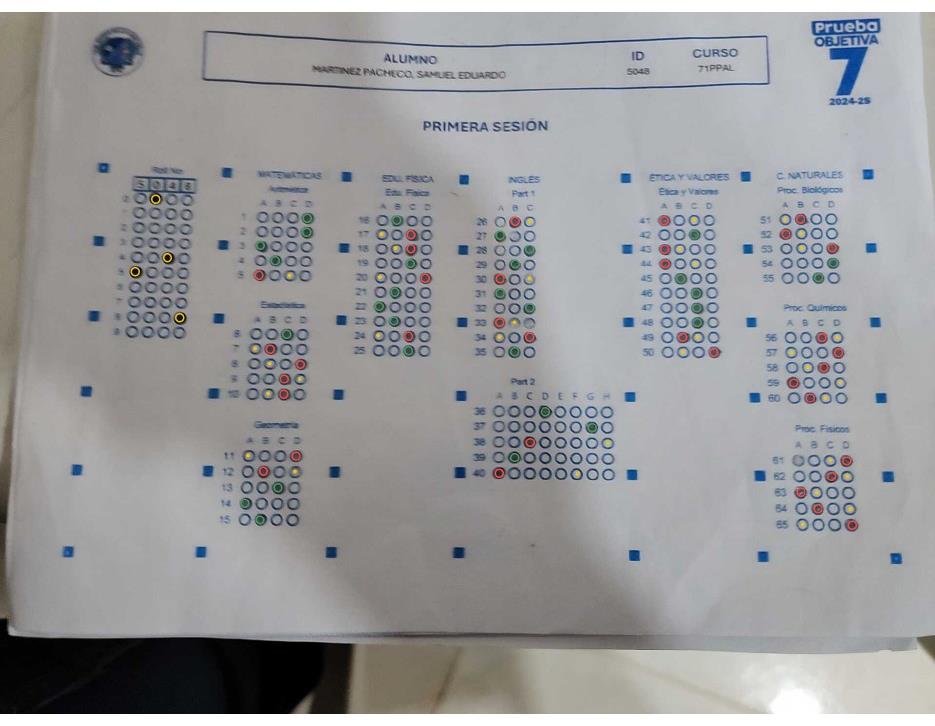 Prueba
OBJETIVA
7
2024-25
ALUMNO
MARTINEZ PACHECO, SAMUEL EDUARDO
ID
5048
CURSO
71PPAL
PRIMERA SESIÓN
Roll No
5 0 4 8
0
1
2
3
4
5
6
7
8
9
MATEMÁTICAS
Aritmética
A B C D
1
2
3
4
5
Estadística
A B C D
6
7
8
9
10
Geometría
A B C D
11
12
13
14
15
EDU. FÍSICA
Edu. Física
A B C D
16
17
18
19
20
21
22
23
24
25
INGLÉS
Part 1
A B C
26
27
28
29
30
31
32
33
34
35
Part 2
A B C D E F G H
36
37
38
39
40
ÉTICA Y VALORES
Ética y Valores
A B C D
41
42
43
44
45
46
47
48
49
50
C. NATURALES
Proc. Biológicos
A B C D
51
52
53
54
55
Proc. Químicos
A B C D
56
57
58
59
60
Proc. Físicos
A B C D
61
62
63
64
65